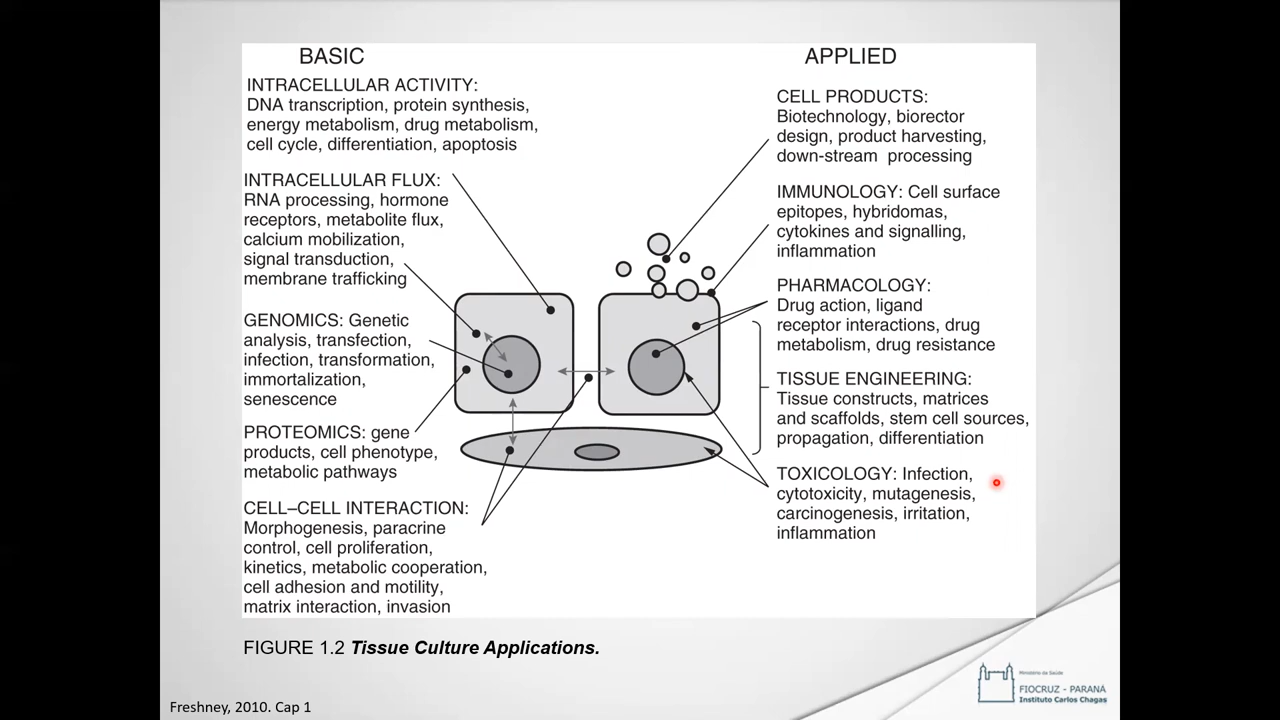 BASIC
INTRACELLULAR ACTIVITY:
DNA transcription, protein synthesis,
energy metabolism, drug metabolism,
cell cycle, differentiation, apoptosis
INTRACELLULAR FLUX:
RNA processing, hormone
receptors, metabolite flux,
calcium mobilization,
signal transduction,
membrane trafficking
GENOMICS: Genetic
analysis, transfection,
infection, transformation,
immortalization,
senescence
PROTEOMICS: gene
products, cell phenotype,
metabolic pathways
CELL–CELL INTERACTION:
Morphogenesis, paracrine
control, cell proliferation,
kinetics, metabolic cooperation,
cell adhesion and motility,
matrix interaction, invasion
APPLIED
CELL PRODUCTS:
Biotechnology, biorector
design, product harvesting,
down-stream processing
IMMUNOLOGY: Cell surface
epitopes, hybridomas,
cytokines and signalling,
inflammation
PHARMACOLOGY:
Drug action, ligand
receptor interactions, drug
metabolism, drug resistance
TISSUE ENGINEERING:
Tissue constructs, matrices
and scaffolds, stem cell sources,
propagation, differentiation
TOXICOLOGY: Infection,
cytotoxicity, mutagenesis,
carcinogenesis, irritation,
inflammation
FIGURE 1.2 Tissue Culture Applications.
Freshney, 2010. Cap 1
Ministério da Saúde
FIOCRUZ - PARANÁ
Instituto Carlos Chagas